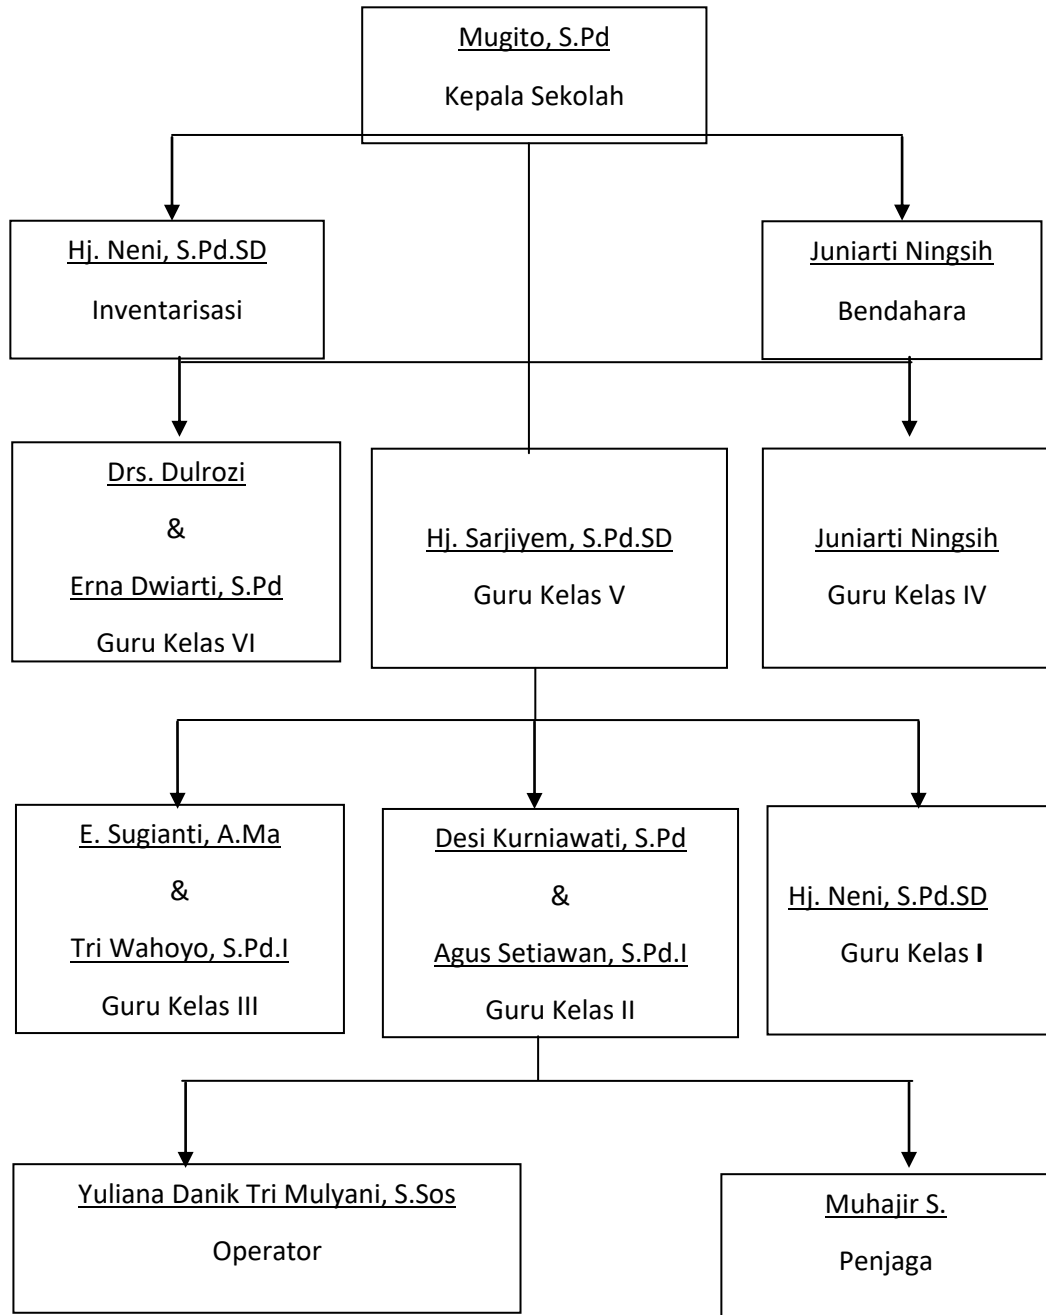 Mugito, S.Pd
Kepala Sekolah
Hj. Neni, S.Pd.SD
Inventarisasi
Juniarti Ningsih
Bendahara
Drs. Dulrozi
&
Erna Dwiarti, S.Pd
Guru Kelas VI
Hj. Sarjiyem, S.Pd.SD
Guru Kelas V
Juniarti Ningsih
Guru Kelas IV
E. Sugianti, A.Ma
&
Tri Wahoyo, S.Pd.I
Guru Kelas III
Desi Kurniawati, S.Pd
&
Agus Setiawan, S.Pd.I
Guru Kelas II
Hj. Neni, S.Pd.SD
Guru Kelas I
Yuliana Danik Tri Mulyani, S.Sos
Operator
Muhajir S.
Penjaga